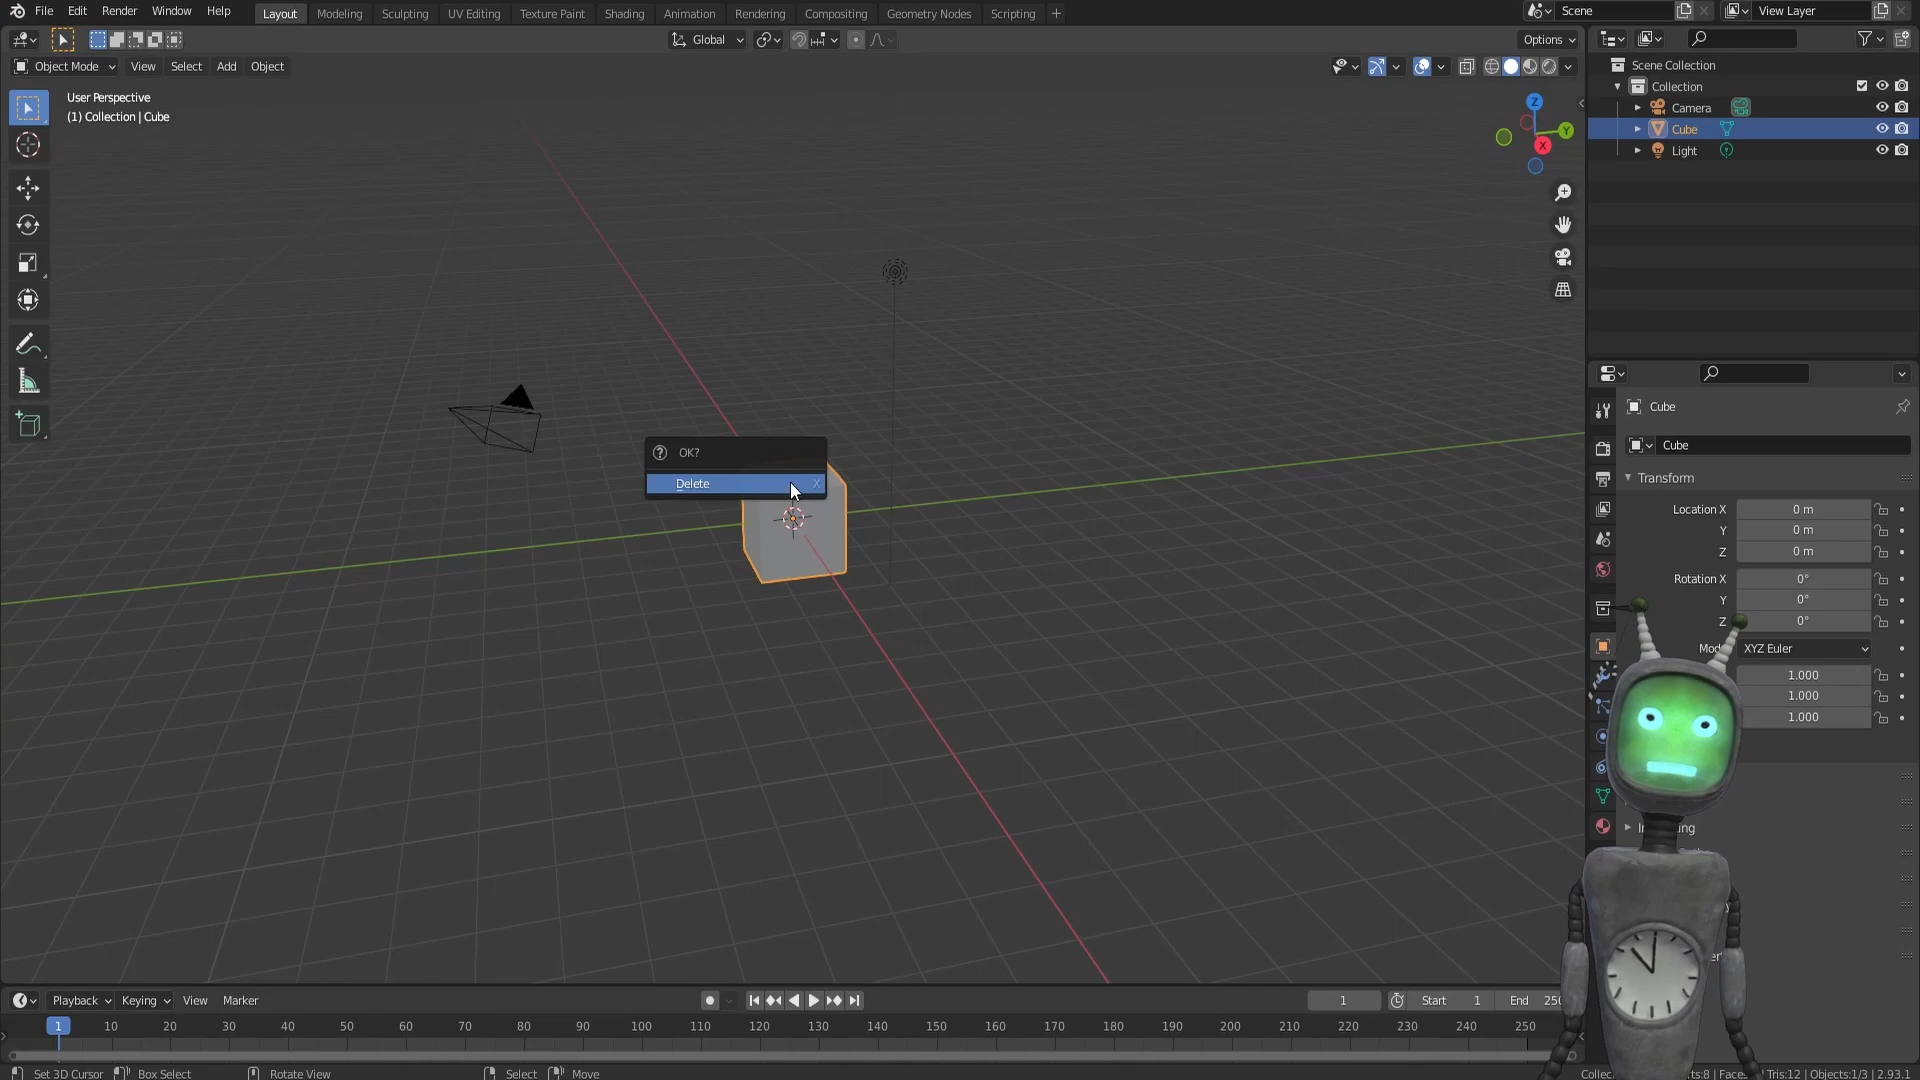 File Edit Render Window Help Layout Modeling Sculpting UV Editing Texture Paint Shading Animation Rendering Compositing Geometry Nodes Scripting Scene View Layer
Global Options
Object Mode View Select Add Object
User Perspective
(1) Collection | Cube
Z
Y
X
OK?
Delete X
Scene Collection
Collection
Camera
Cube
Light
Cube
Cube
Transform
Location X 0 m
Y 0 m
Z 0 m
Rotation X 0°
Y 0°
Z 0°
XYZ Euler
1.000
1.000
1.000
Playback Keying View Marker 1 Start 1 End
1 10 20 30 40 50 60 70 80 90 100 110 120 130 140 150 160 170 180 190 200 210 220 230 240 250
Set 3D Cursor Box Select Rotate View Select Move Tris:12 | Objects:1/3 | 2.93.1